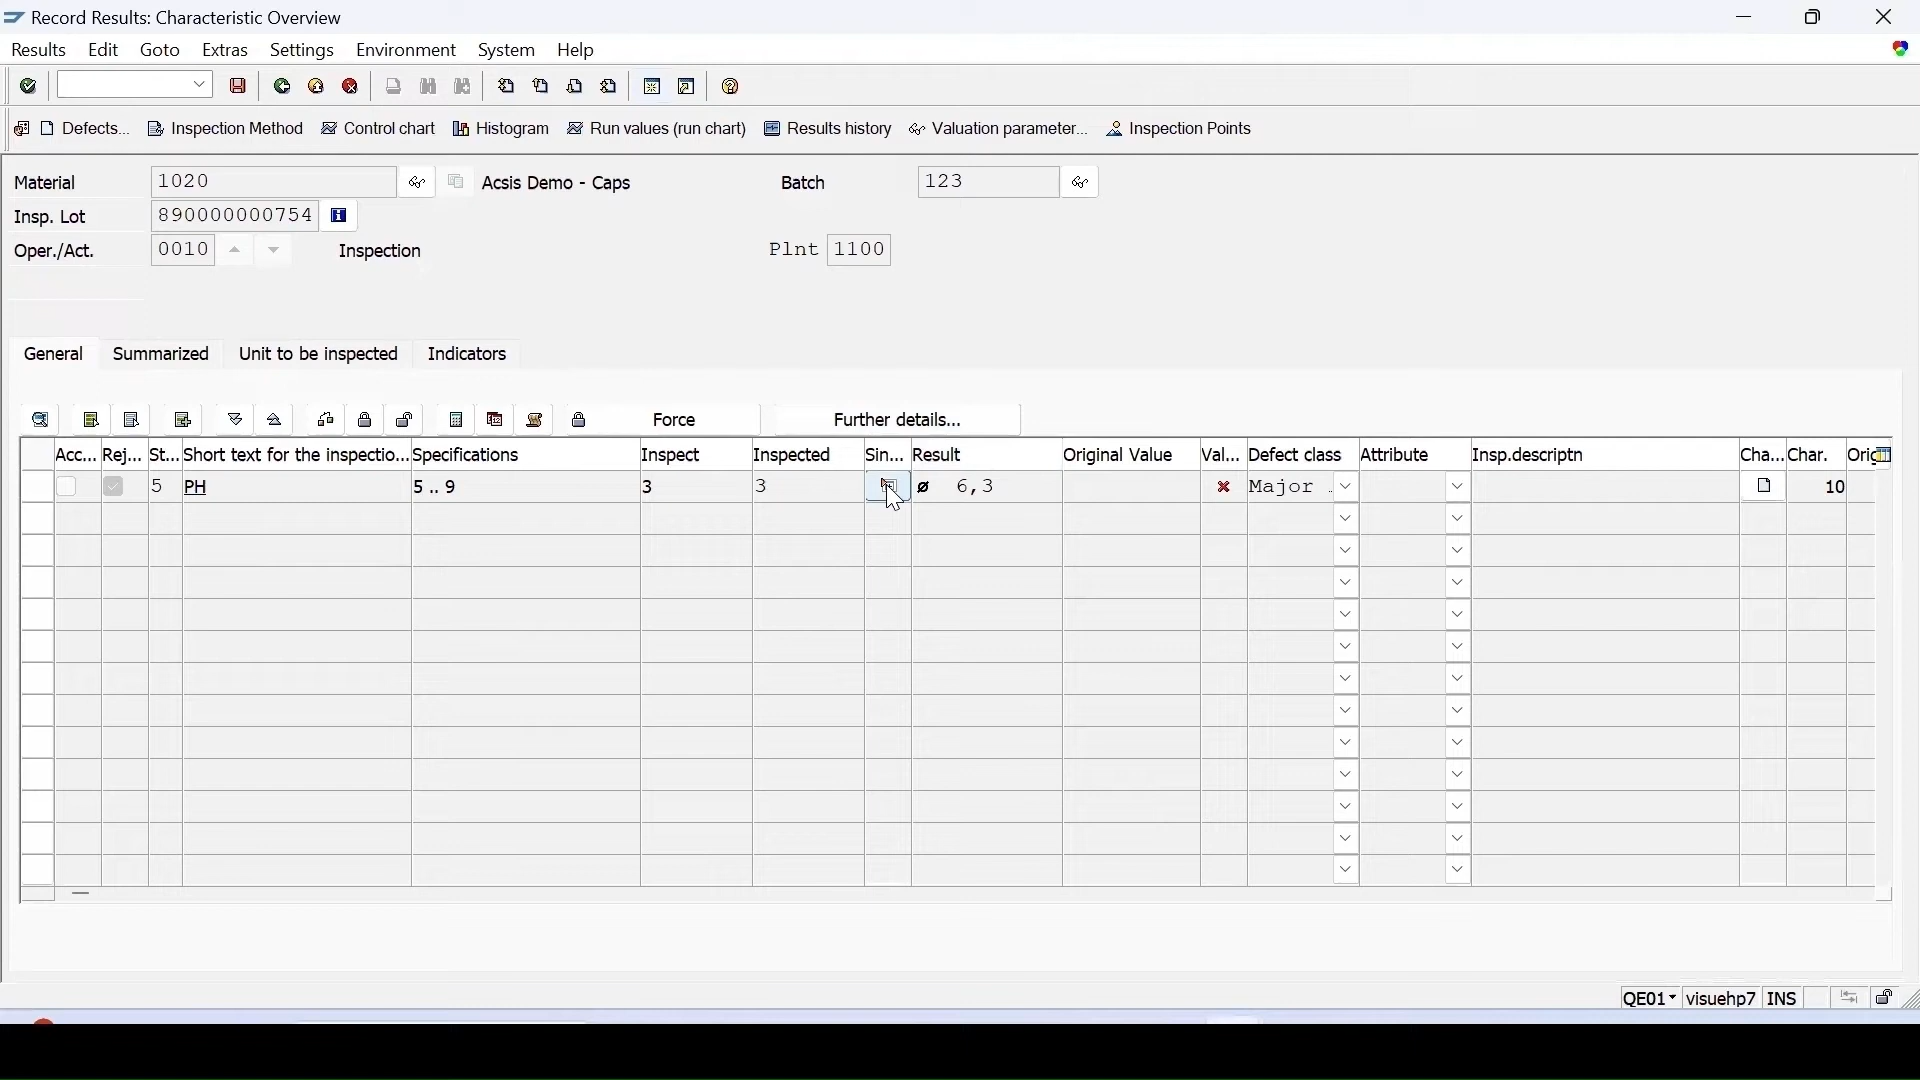 Record Results: Characteristic Overview
Results Edit Goto Extras Settings Environment System Help
Defects... Inspection Method Control chart Histogram Run values (run chart) Results history Valuation parameter... Inspection Points
Material 1020 Acsis Demo - Caps Batch 123
Insp. Lot 890000000754
Oper./Act. 0010 Inspection Plnt 1100
General Summarized Unit to be inspected Indicators
Force Further details...
Acc... Rej... St... Short text for the inspectio... Specifications Inspect Inspected Sin... Result Original Value Val... Defect class Attribute Insp.descriptn Cha... Char. Orig
5 PH 5 .. 9 3 3 ø 6,3 Major . 10
QE01 visuehp7 INS